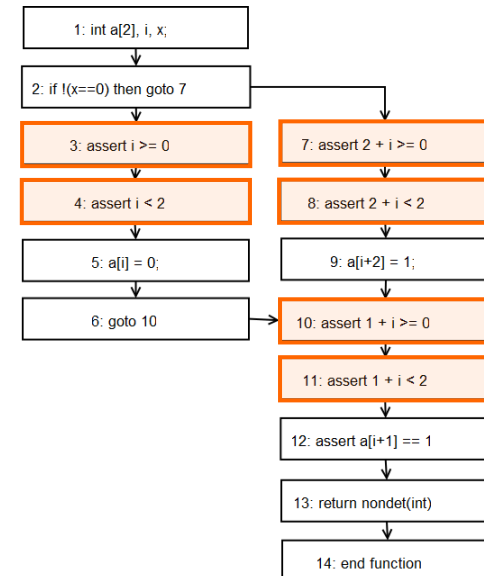 1: int a[2], i, x;
2: if !(x==0) then goto 7
3: assert i >= 0
4: assert i < 2
5: a[i] = 0;
6: goto 10
7: assert 2 + i >= 0
8: assert 2 + i < 2
9: a[i+2] = 1;
10: assert 1 + i >= 0
11: assert 1 + i < 2
12: assert a[i+1] == 1
13: return nondet(int)
14: end function